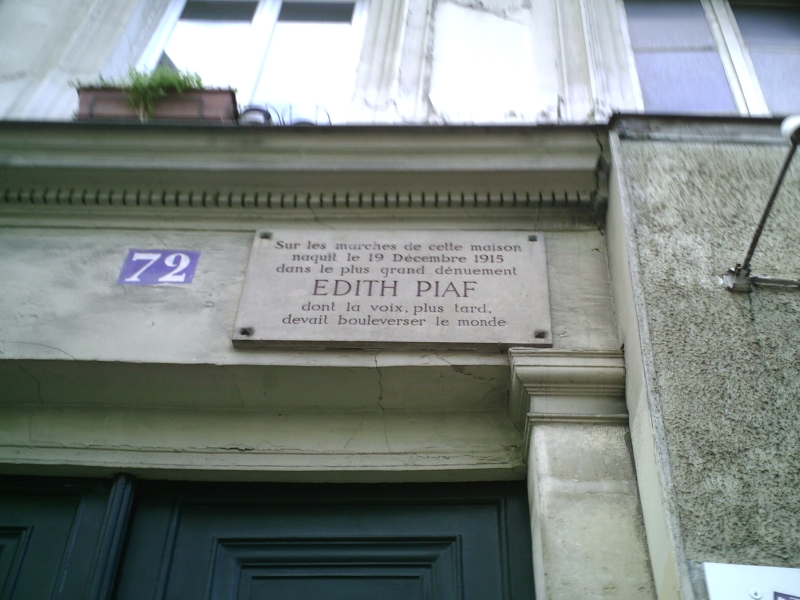 72
Sur les marches de cette maison
naquit le 19 Décembre 1915
dans le plus grand dénuement
EDITH PIAF
dont la voix, plus tard,
devait bouleverser le monde